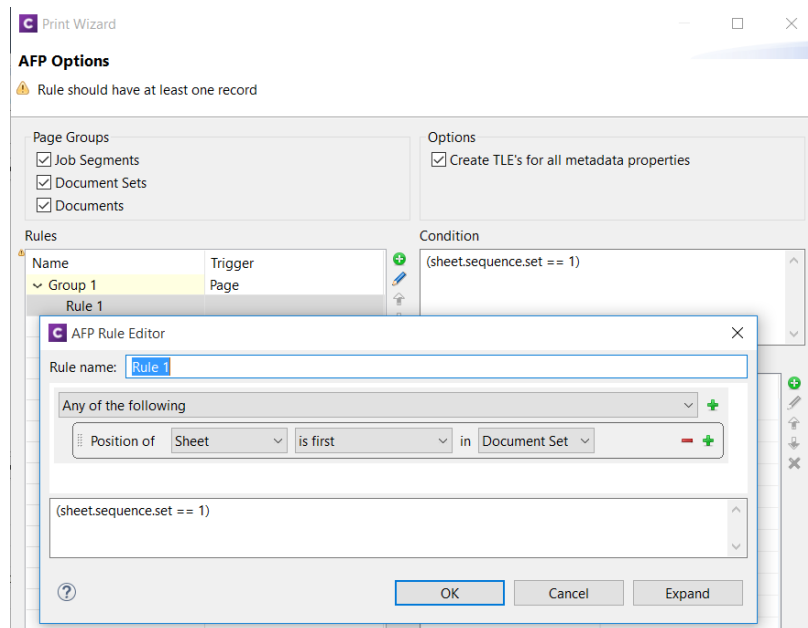 C Print Wizard
AFP Options
Rule should have at least one record
Page Groups
Job Segments
Document Sets
Documents
Options
Create TLE's for all metadata properties
Rules
Name Trigger
Group 1 Page
Rule 1
Condition
(sheet.sequence.set == 1)
C AFP Rule Editor
Rule name: Rule 1
Any of the following
Position of Sheet is first in Document Set
(sheet.sequence.set == 1)
? OK Cancel Expand